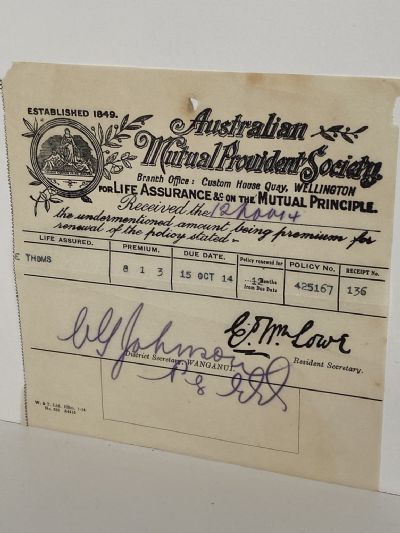 ESTABLISHED 1849.
Australian
Mutual Provident Society
Branch Office: Custom House Quay, WELLINGTON
FOR LIFE ASSURANCE &c ON THE MUTUAL PRINCIPLE.
Received the 12 Nov 14
the undermentioned amount being premium for
renewal of the policy stated:-
LIFE ASSURED. PREMIUM. DUE DATE. Policy renewed for POLICY No. RECEIPT No.
E THOMS 8 1 3 15 OCT 14 12 Months from Due Date 425167 136
Johnson Lowe
District Secretary, WANGANUI. Resident Secretary.
W. & T. Ltd.